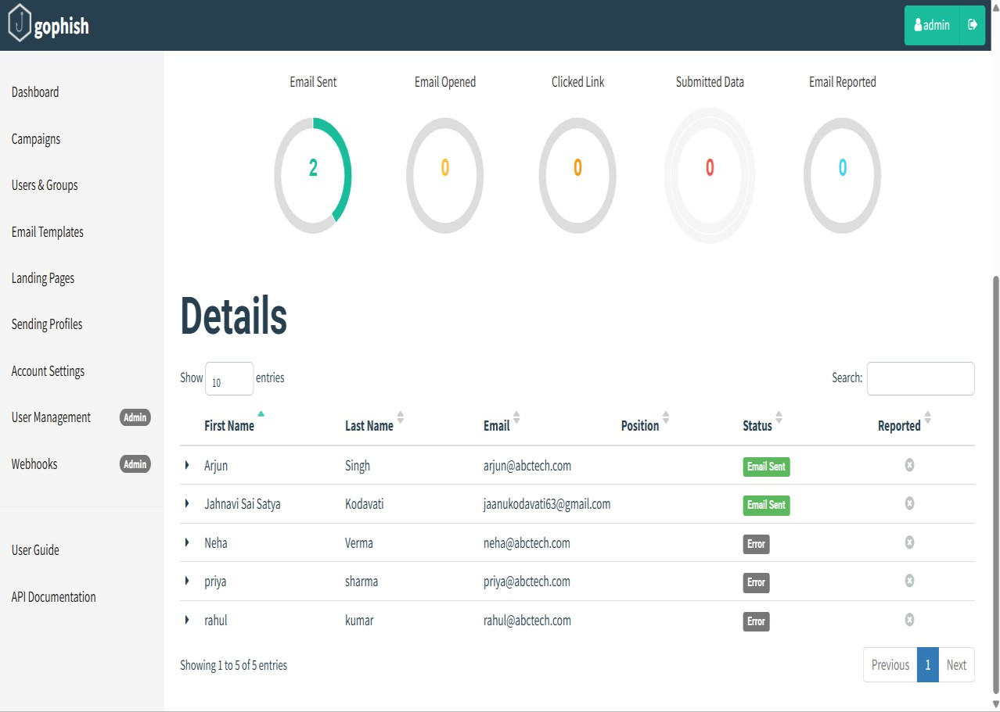 gophish
admin
Dashboard
Campaigns
Users & Groups
Email Templates
Landing Pages
Sending Profiles
Account Settings
User Management Admin
Webhooks Admin
User Guide
API Documentation
Email Sent Email Opened Clicked Link Submitted Data Email Reported
2 0 0 0 0
Details
Show 10 entries Search:
First Name Last Name Email Position Status Reported
Arjun Singh arjun@abctech.com Email Sent
Jahnavi Sai Satya Kodavati jaanukodavati63@gmail.com Email Sent
Neha Verma neha@abctech.com Error
priya sharma priya@abctech.com Error
rahul kumar rahul@abctech.com Error
Showing 1 to 5 of 5 entries Previous 1 Next